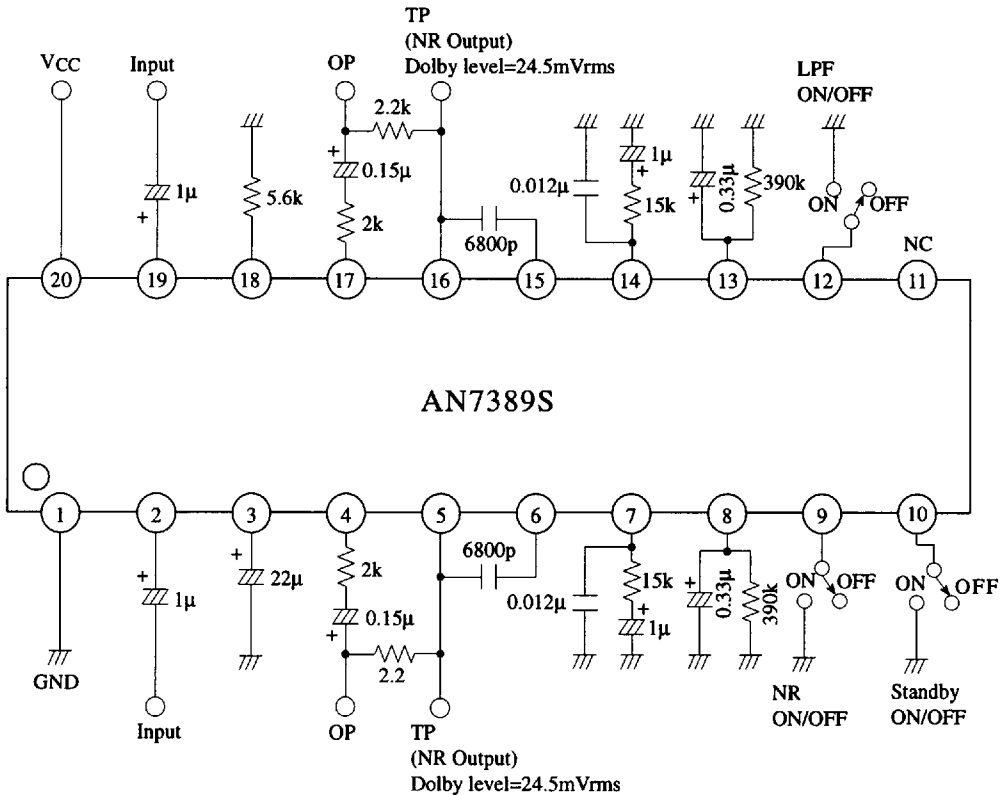 TP
(NR Output)
Dolby level=24.5mVrms
VCC
Input
OP
LPF
ON/OFF
2.2k
+
1μ
+
5.6k
0.15μ
2k
6800p
0.012μ
+
1μ
15k
+
0.33μ
390k
ON
OFF
NC
20
19
18
17
16
15
14
13
12
11
AN7389S
1
2
3
4
5
6
7
8
9
10
+
1μ
+
22μ
2k
0.15μ
+
6800p
2.2
0.012μ
15k
+
1μ
+
0.33μ
390k
ON
OFF
ON
OFF
GND
Input
OP
TP
(NR Output)
Dolby level=24.5mVrms
NR
ON/OFF
Standby
ON/OFF